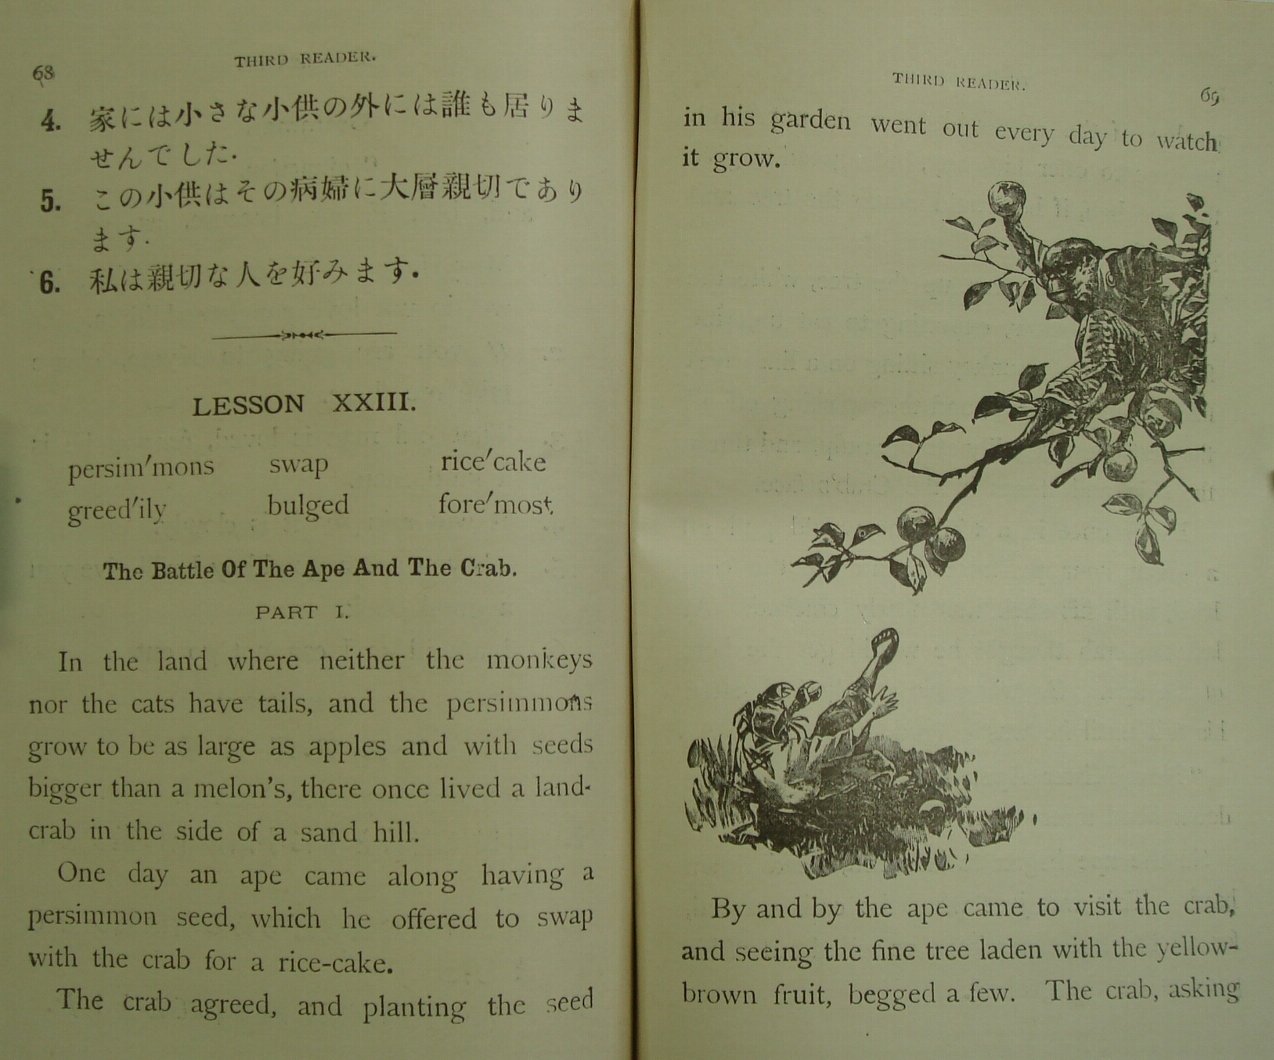 68
THIRD READER.
4. 家には小さな小供の外には誰も居りま
せんでした.
5. この小供はその病婦に大層親切であり
ます.
6. 私は親切な人を好みます.
LESSON XXIII.
persim′mons swap rice′cake
greed′ily bulged fore′most
The Battle Of The Ape And The Crab.
PART I.
In the land where neither the monkeys
nor the cats have tails, and the persimmons
grow to be as large as apples and with seeds
bigger than a melon's, there once lived a land-
crab in the side of a sand hill.
One day an ape came along having a
persimmon seed, which he offered to swap
with the crab for a rice-cake.
The crab agreed, and planting the seed
THIRD READER.
69
in his garden went out every day to watch
it grow.
By and by the ape came to visit the crab,
and seeing the fine tree laden with the yellow-
brown fruit, begged a few. The crab, asking